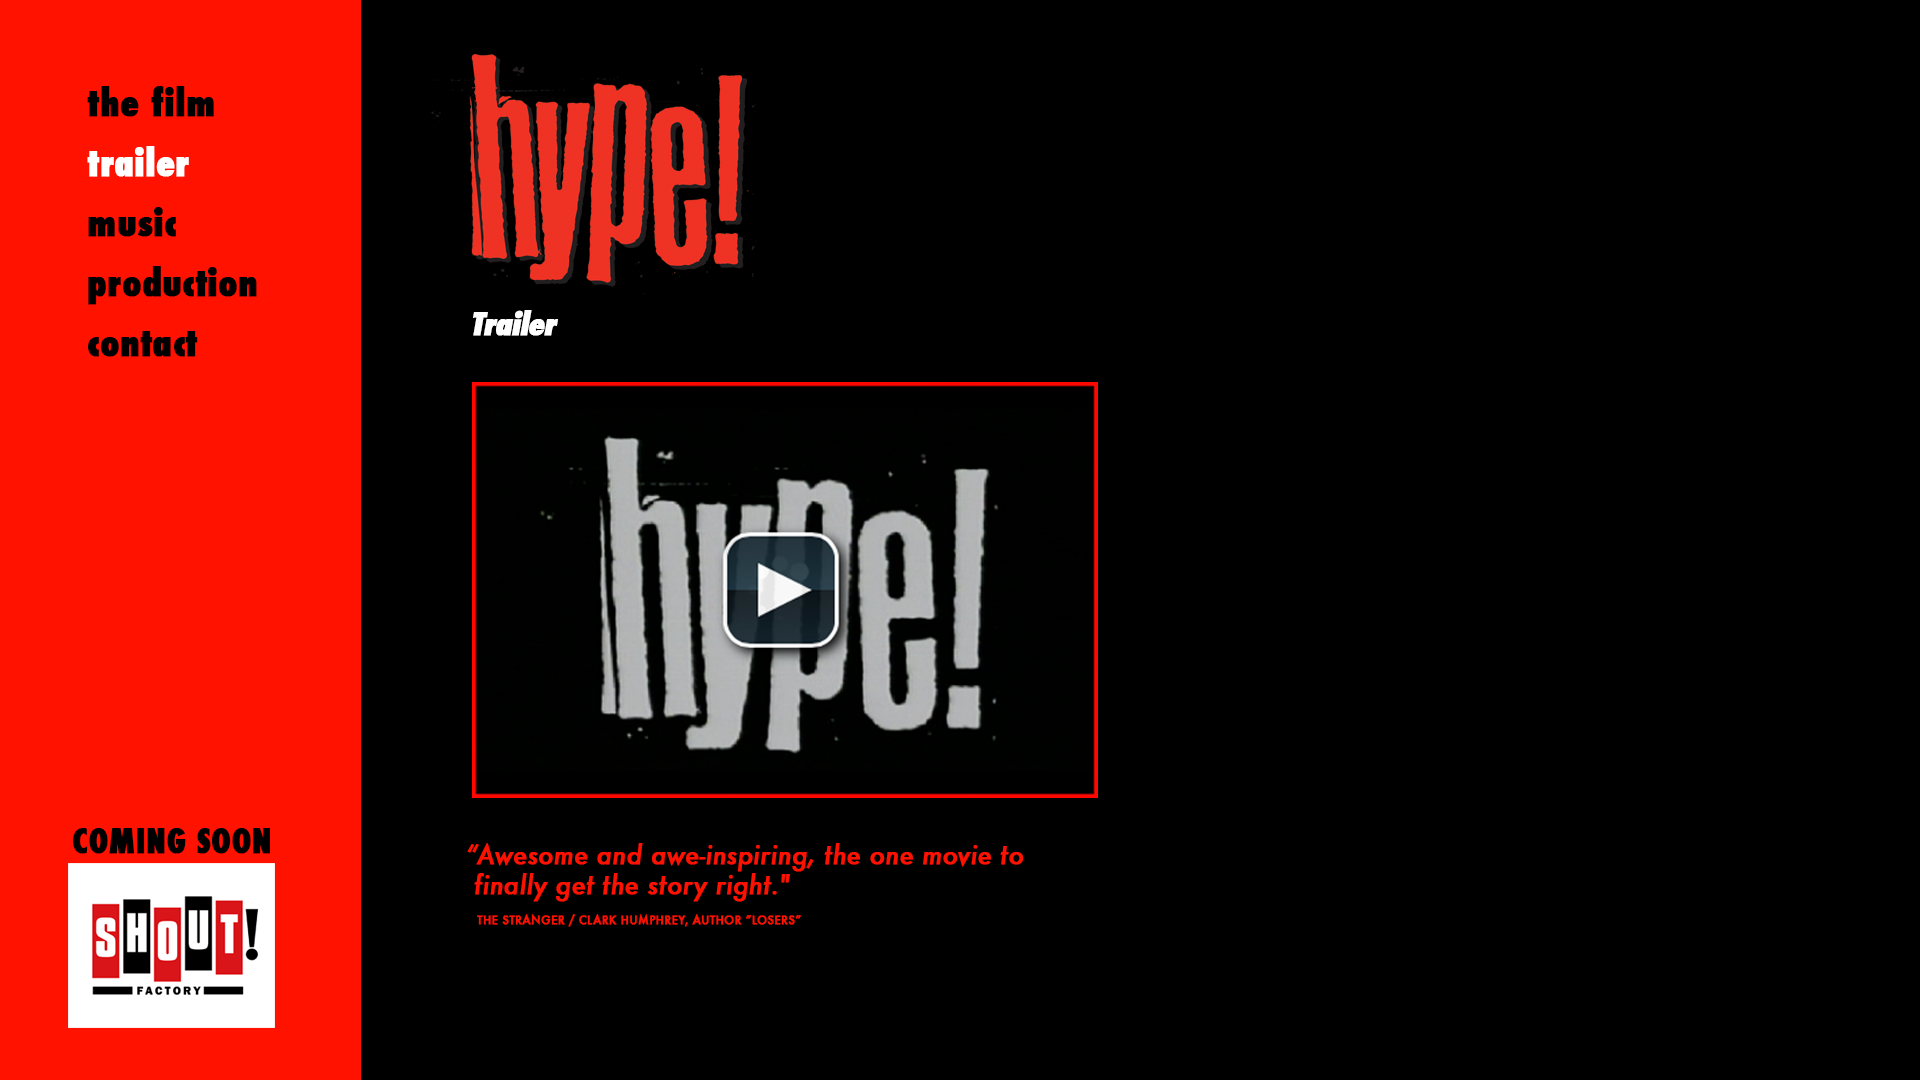 the film
trailer
music
production
contact
COMING SOON
SHOUT!
FACTORY
hype!
Trailer
hype!
“Awesome and awe-inspiring, the one movie to
finally get the story right."
THE STRANGER / CLARK HUMPHREY, AUTHOR “LOSERS”